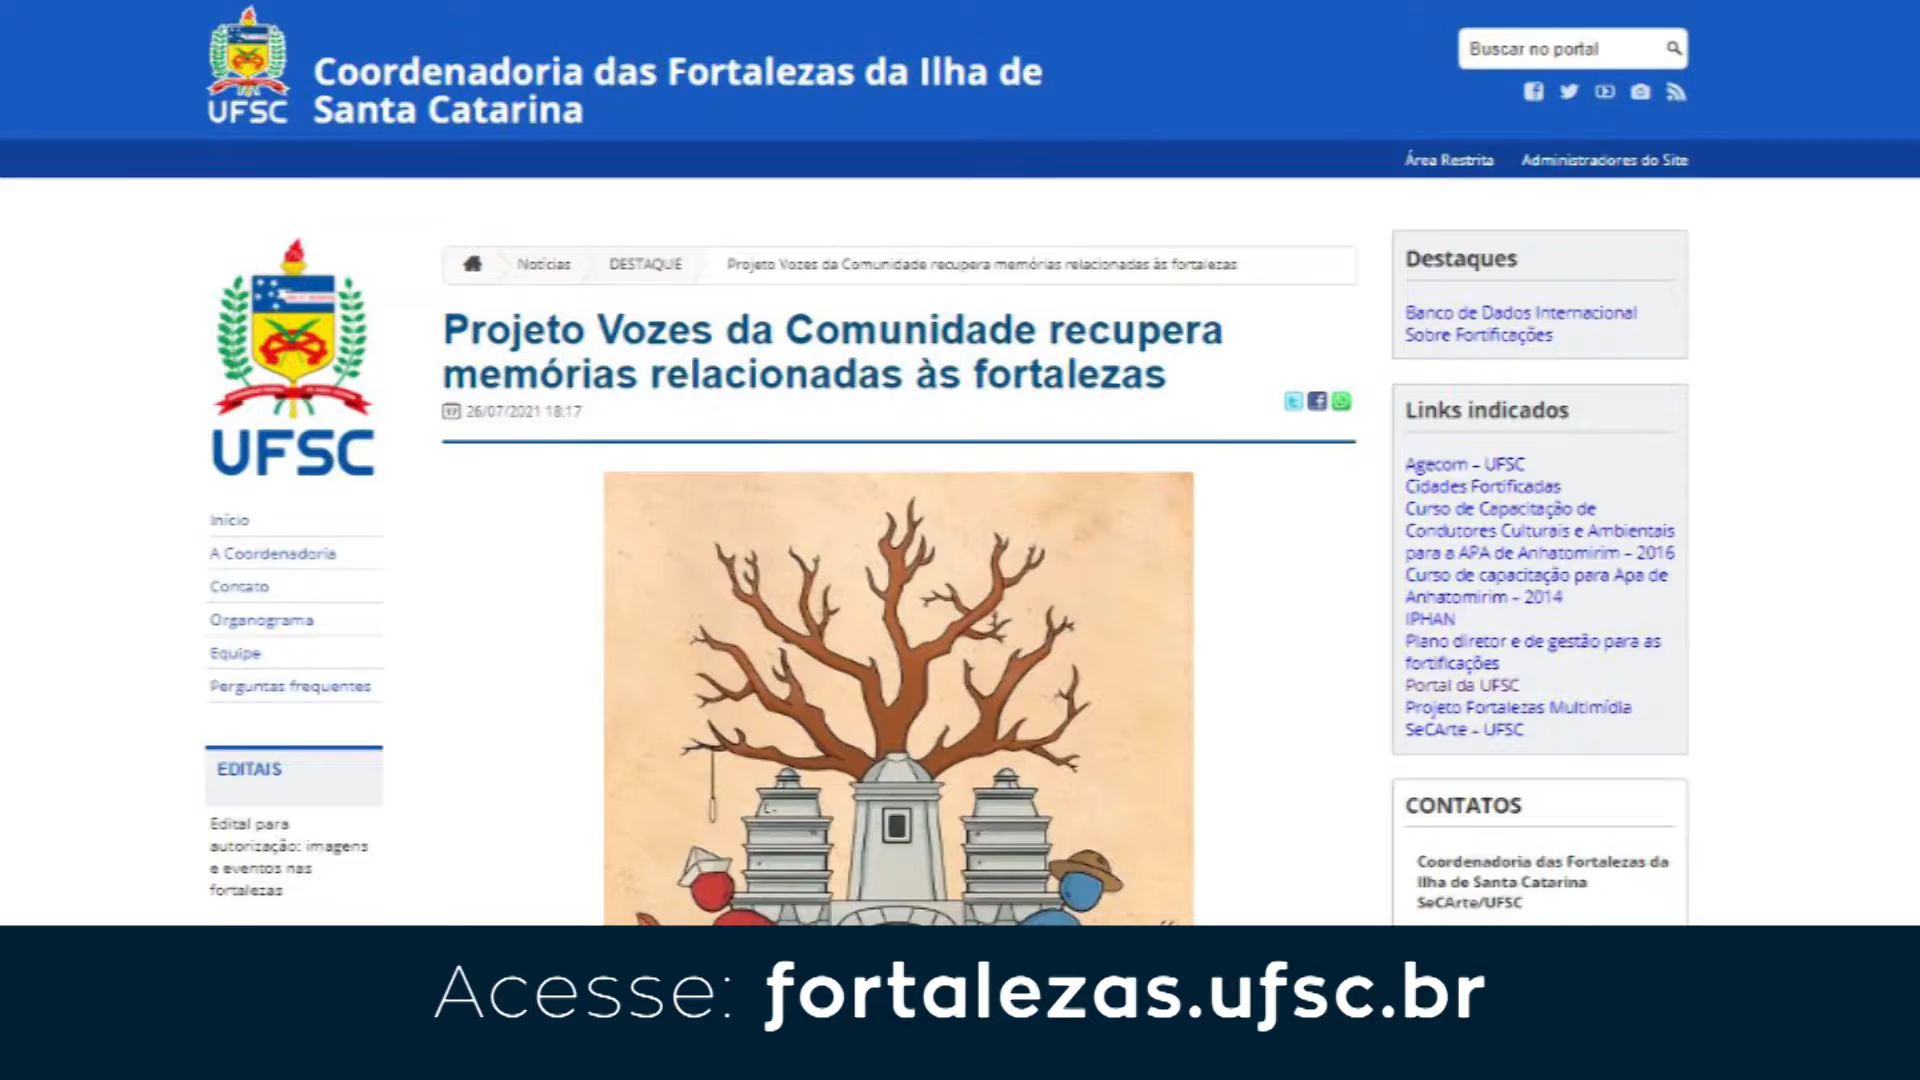 UFSC
Coordenadoria das Fortalezas da Ilha de
Santa Catarina
Buscar no portal
Área Restrita
Administradores do Site
UFSC
Início
A Coordenadoria
Contato
Organograma
Equipe
Perguntas frequentes
EDITAIS
Edital para
autorização: imagens
e eventos nas
fortalezas
Notícias
DESTAQUE
Projeto Vozes da Comunidade recupera memórias relacionadas às fortalezas
Projeto Vozes da Comunidade recupera
memórias relacionadas às fortalezas
26/07/2021 18:17
Destaques
Banco de Dados Internacional
Sobre Fortificações
Links indicados
Agecom – UFSC
Cidades Fortificadas
Curso de Capacitação de
Condutores Culturais e Ambientais
para a APA de Anhatomirim – 2016
Curso de capacitação para Apa de
Anhatomirim – 2014
IPHAN
Plano diretor e de gestão para as
fortificações
Portal da UFSC
Projeto Fortalezas Multimídia
SeCArte – UFSC
CONTATOS
Coordenadoria das Fortalezas da
Ilha de Santa Catarina
SeCArte/UFSC
Acesse: fortalezas.ufsc.br